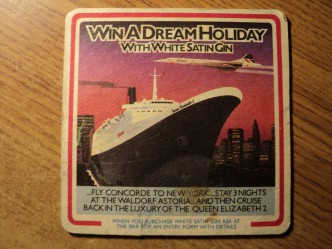 WIN A DREAM HOLIDAY
WITH WHITE SATIN GIN
...FLY CONCORDE TO NEW YORK...STAY 3 NIGHTS
AT THE WALDORF ASTORIA...AND THEN CRUISE
BACK IN THE LUXURY OF THE QUEEN ELIZABETH 2.
WHEN YOU PURCHASE WHITE SATIN GIN ASK AT
THE BAR FOR AN ENTRY FORM WITH DETAILS